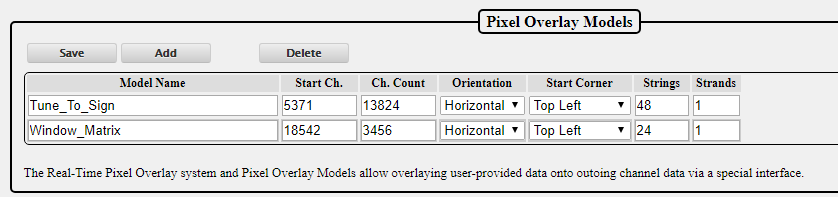 Pixel Overlay Models
Save Add Delete
Model Name Start Ch. Ch. Count Orientation Start Corner Strings Strands
Tune_To_Sign 5371 13824 Horizontal Top Left 48 1
Window_Matrix 18542 3456 Horizontal Top Left 24 1
The Real-Time Pixel Overlay system and Pixel Overlay Models allow overlaying user-provided data onto outoing channel data via a special interface.